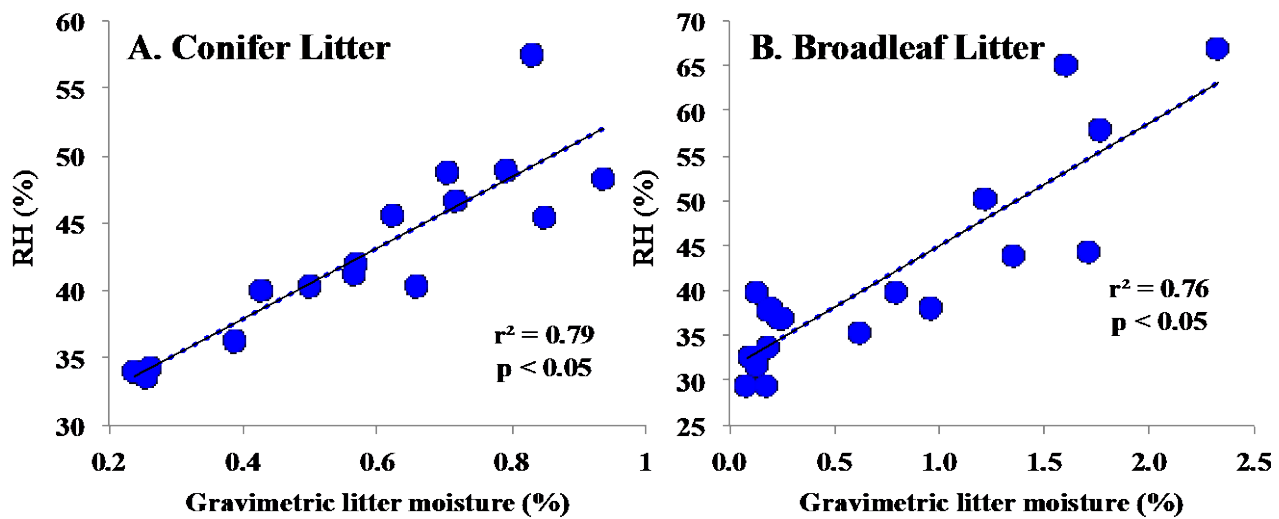 A. Conifer Litter
RH (%)
60
55
50
45
40
35
30
r² = 0.79
p < 0.05
0.2 0.4 0.6 0.8 1
Gravimetric litter moisture (%)
B. Broadleaf Litter
RH (%)
70
65
60
55
50
45
40
35
30
25
r² = 0.76
p < 0.05
0.0 0.5 1.0 1.5 2.0 2.5
Gravimetric litter moisture (%)